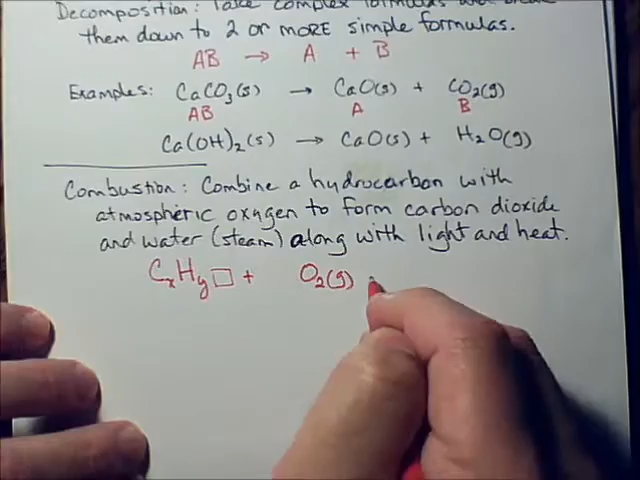 Decomposition: Take complex formulas and break
them down to 2 or MORE simple formulas.
AB → A + B
Examples: CaCO₃(s) → CaO(s) + CO₂(g)
AB A B
Ca(OH)₂(s) → CaO(s) + H₂O(g)
Combustion: Combine a hydrocarbon with
atmospheric oxygen to form carbon dioxide
and water (steam) along with light and heat.
CₓHᵧ□ + O₂(g)